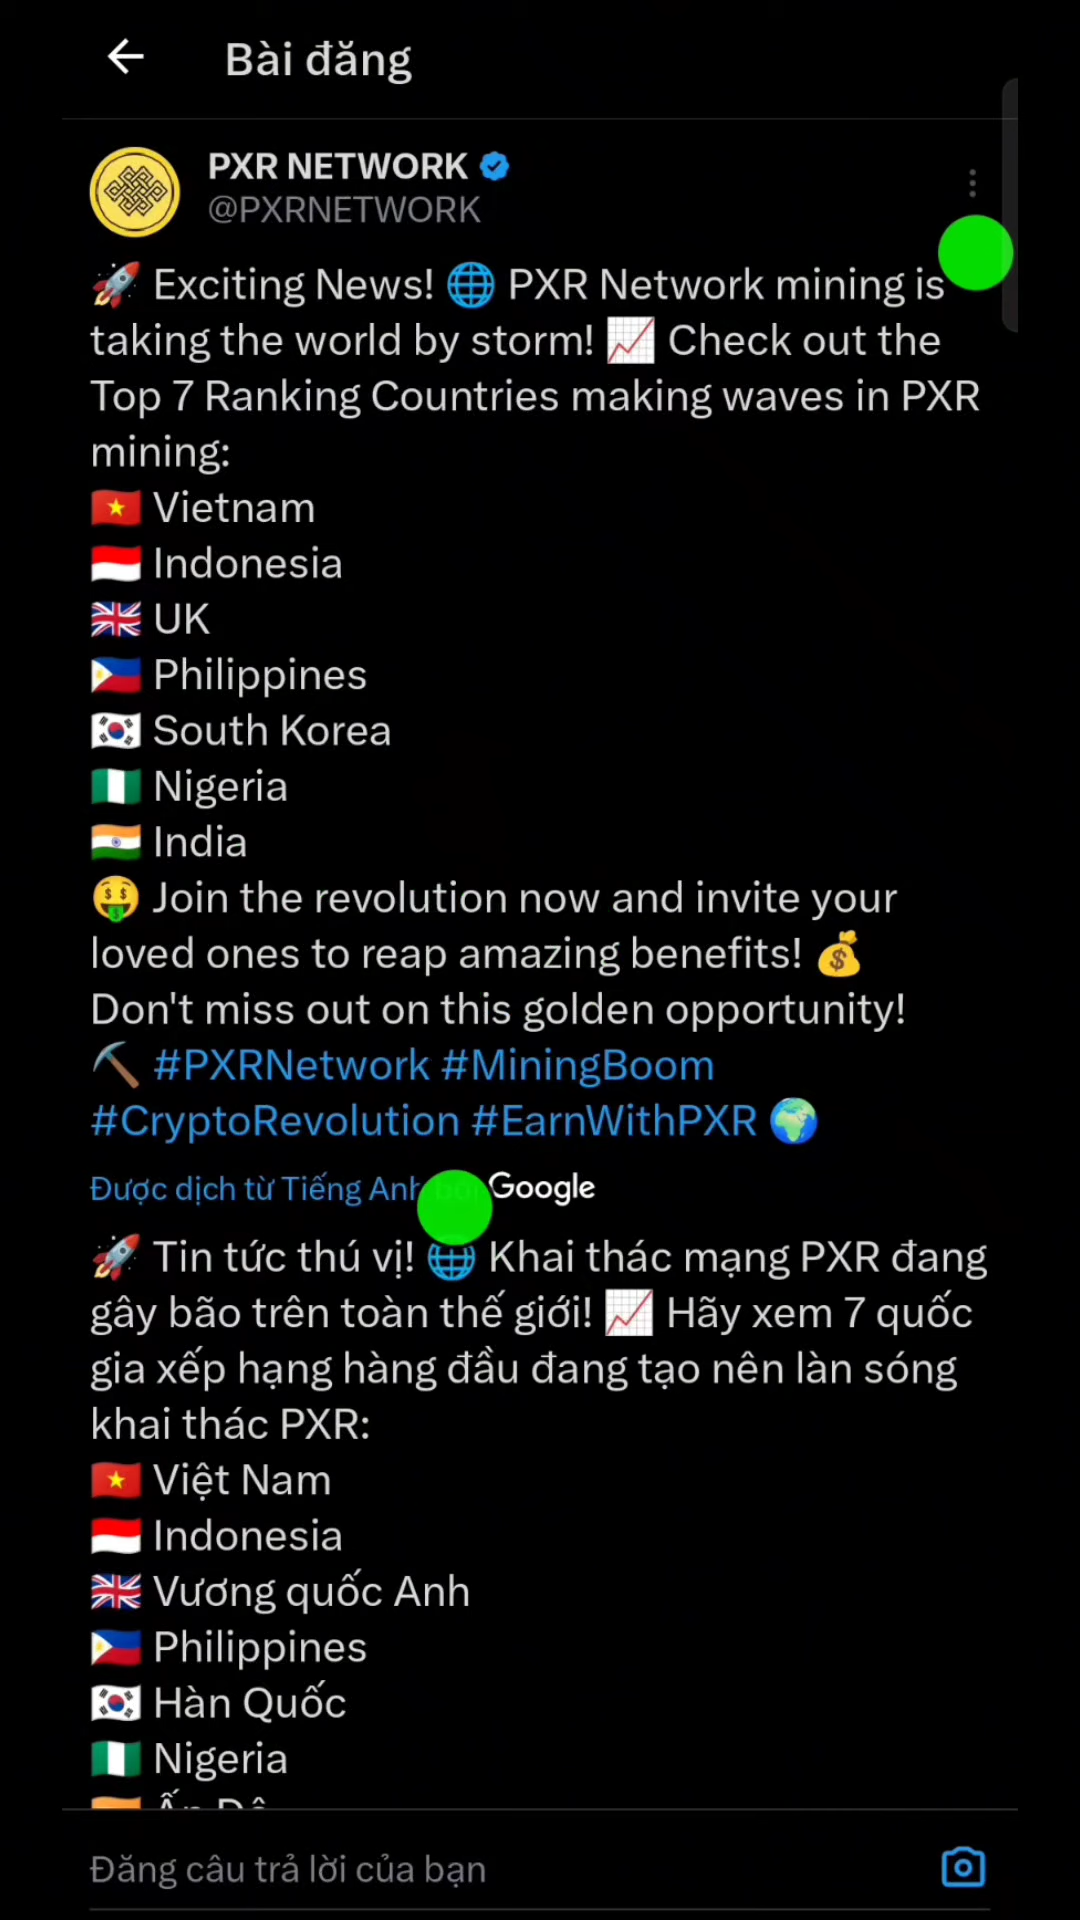 Bài đăng
PXR NETWORK
@PXRNETWORK
🚀 Exciting News! 🌐 PXR Network mining is
taking the world by storm! 📈 Check out the
Top 7 Ranking Countries making waves in PXR
mining:
🇻🇳 Vietnam
🇮🇩 Indonesia
🇬🇧 UK
🇵🇭 Philippines
🇰🇷 South Korea
🇳🇬 Nigeria
🇮🇳 India
🤑 Join the revolution now and invite your
loved ones to reap amazing benefits! 💰
Don't miss out on this golden opportunity!
⛏️ #PXRNetwork #MiningBoom
#CryptoRevolution #EarnWithPXR 🌍
Được dịch từ Tiếng Anh Google
🚀 Tin tức thú vị! 🌐 Khai thác mạng PXR đang
gây bão trên toàn thế giới! 📈 Hãy xem 7 quốc
gia xếp hạng hàng đầu đang tạo nên làn sóng
khai thác PXR:
🇻🇳 Việt Nam
🇮🇩 Indonesia
🇬🇧 Vương quốc Anh
🇵🇭 Philippines
🇰🇷 Hàn Quốc
🇳🇬 Nigeria
Đăng câu trả lời của bạn